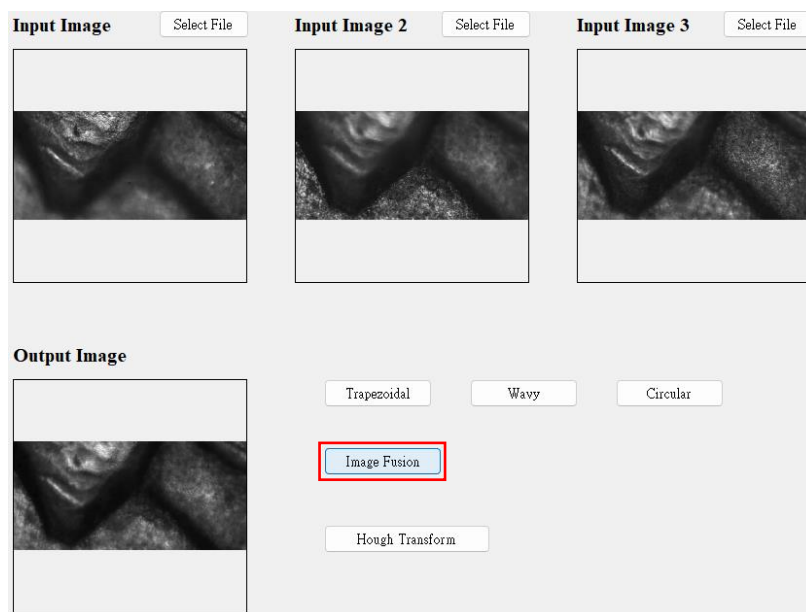 Input Image
Select File
Input Image 2
Select File
Input Image 3
Select File
Output Image
Trapezoidal
Wavy
Circular
Image Fusion
Hough Transform